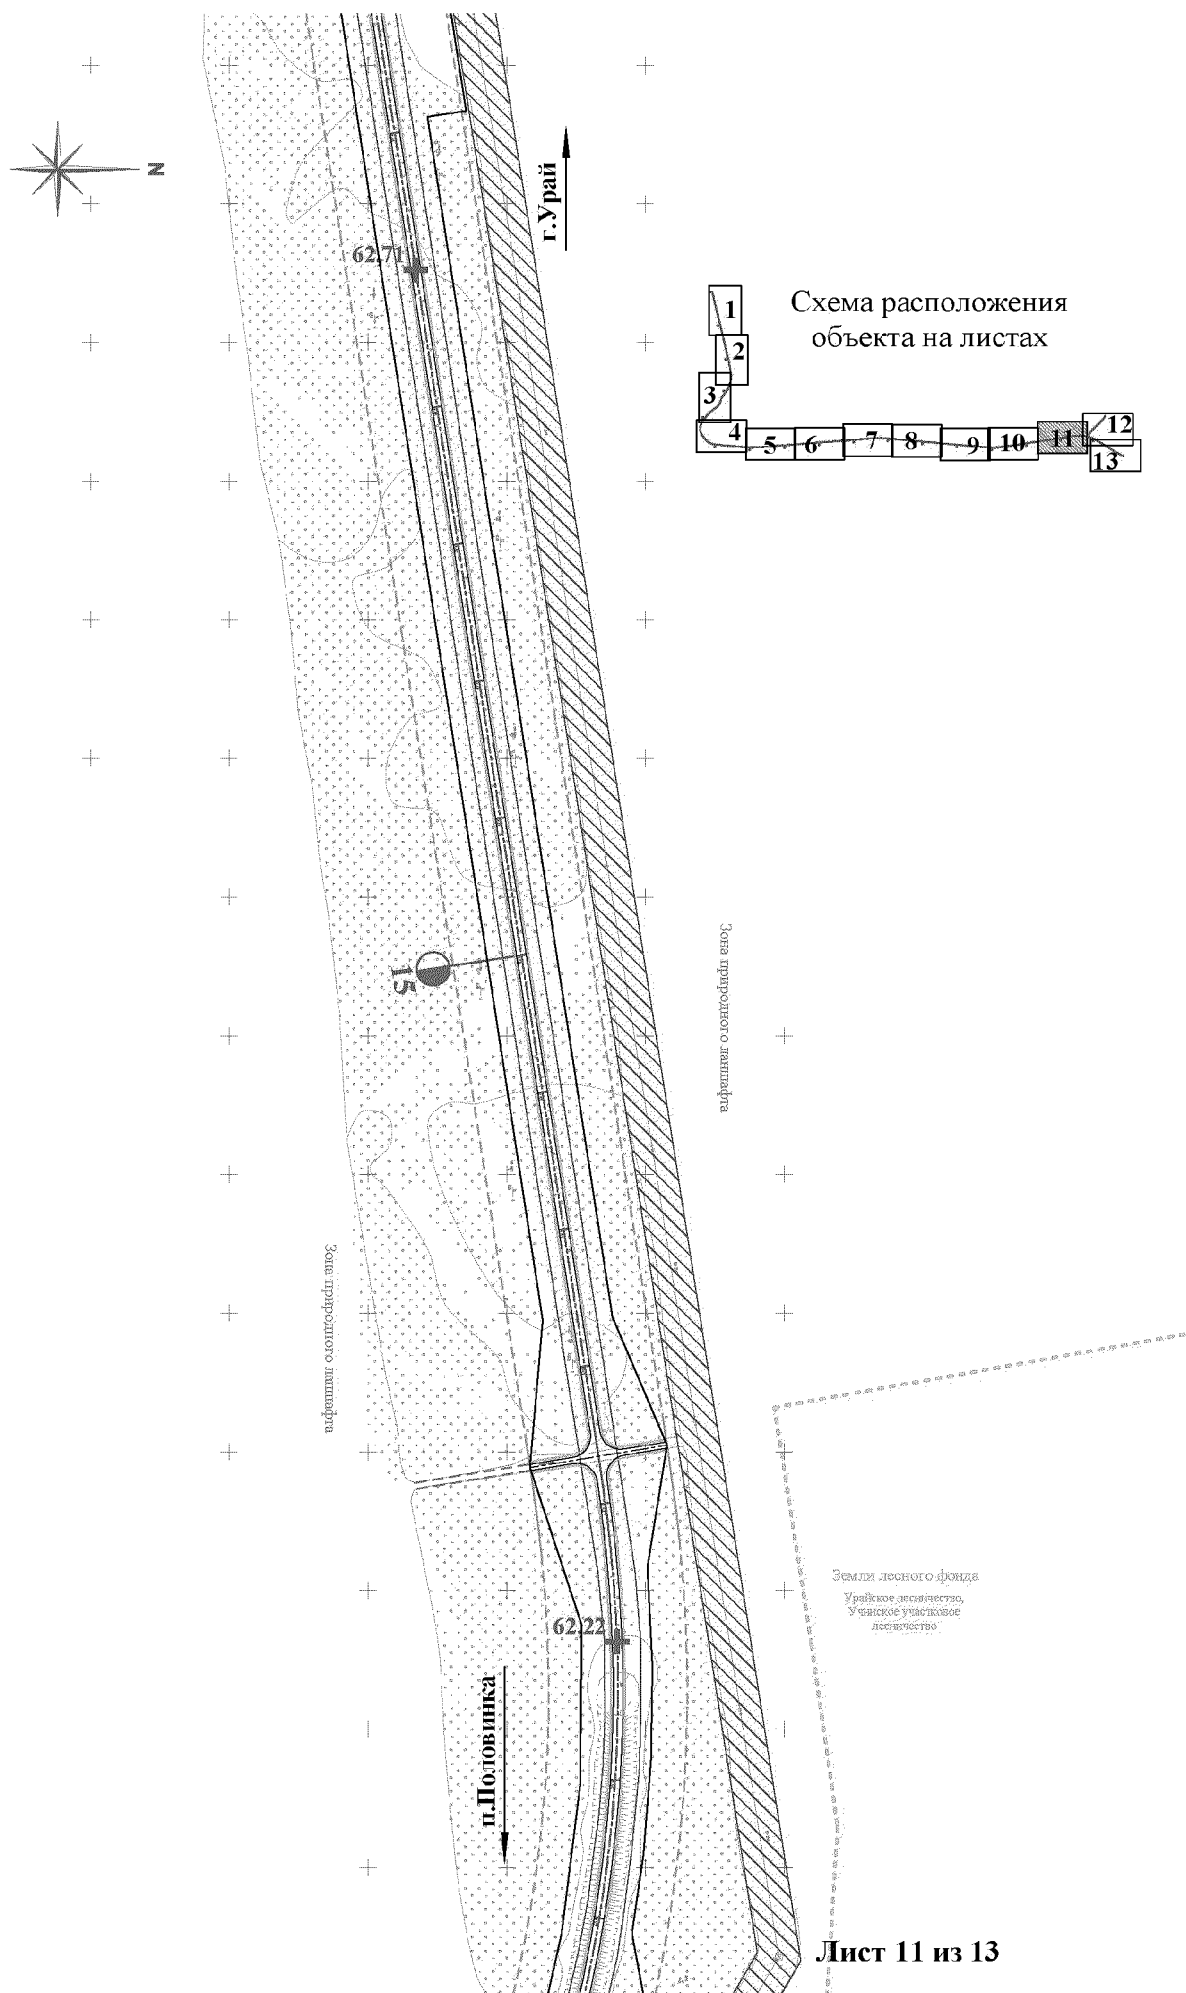 N
г.Урай
62.71
Схема расположения
объекта на листах
1
2
3
4
5
6
7
8
9
10
11
12
13
15
Зона природного ланшафта
Зона природного ланшафта
Земли лесного фонда
Урайское лесничество,
Учинское участковое
лесничество
62.22
п.Половинка
Лист 11 из 13